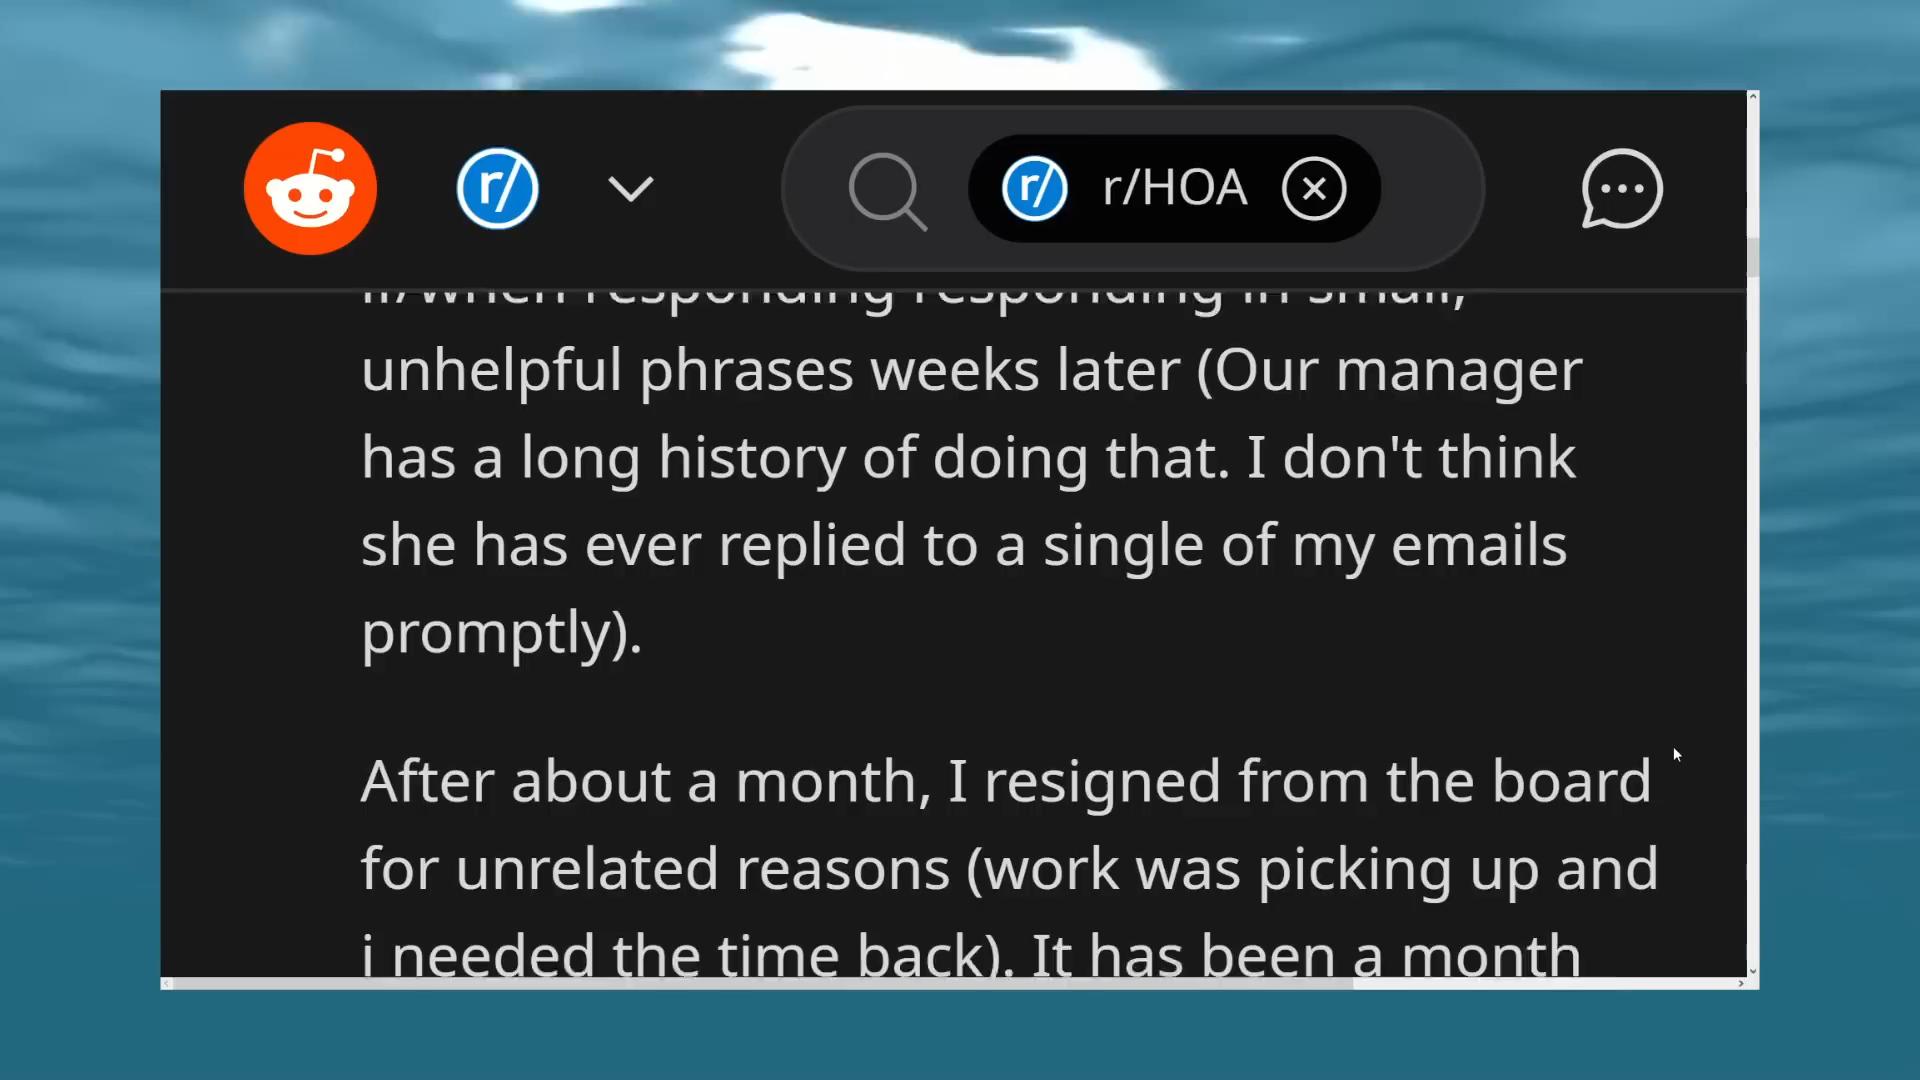 r/HOA
if/when responding responding in small,
unhelpful phrases weeks later (Our manager
has a long history of doing that. I don't think
she has ever replied to a single of my emails
promptly).
After about a month, I resigned from the board
for unrelated reasons (work was picking up and
i needed the time back). It has been a month